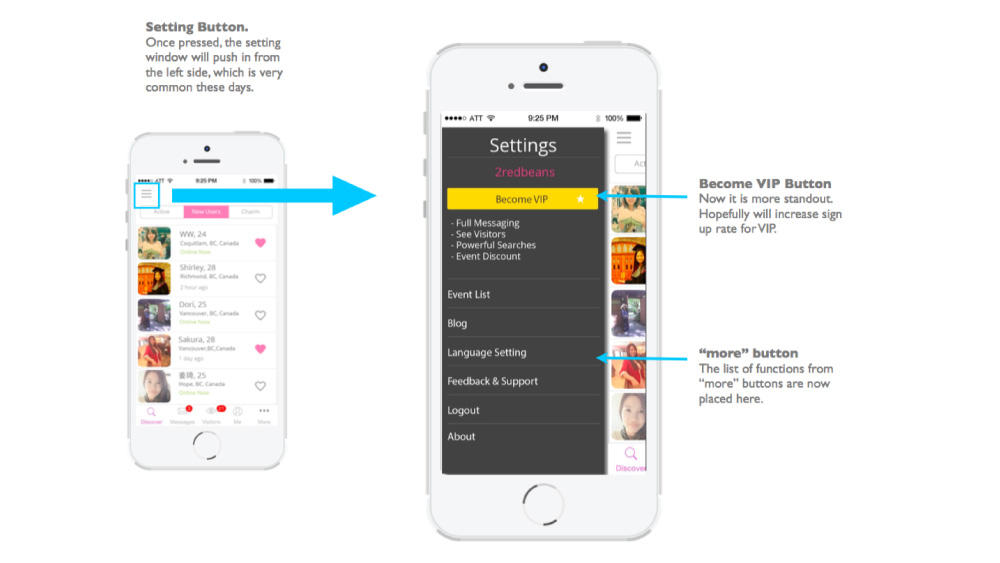 Setting Button.
Once pressed, the setting
window will push in from
the left side, which is very
common these days.
ATT
9:25 PM
100%
Active
New Users
Charm
WW, 24
Coquitlam, BC, Canada
Online Now
Shirley, 28
Richmond, BC, Canada
2 hour ago
Dori, 25
Vancouver, BC, Canada
Online Now
Sakura, 28
Vancouver,BC,Canada
1 day ago
25
Hope, BC, Canada
Online Now
Discover
Messages
Visitors
Me
More
ATT
9:25 PM
100%
Settings
2redbeans
Become VIP
- Full Messaging
- See Visitors
- Powerful Searches
- Event Discount
Event List
Blog
Language Setting
Feedback & Support
Logout
About
Act
Discover
Become VIP Button
Now it is more standout.
Hopefully will increase sign
up rate for VIP.
“more” button
The list of functions from
“more” buttons are now
placed here.